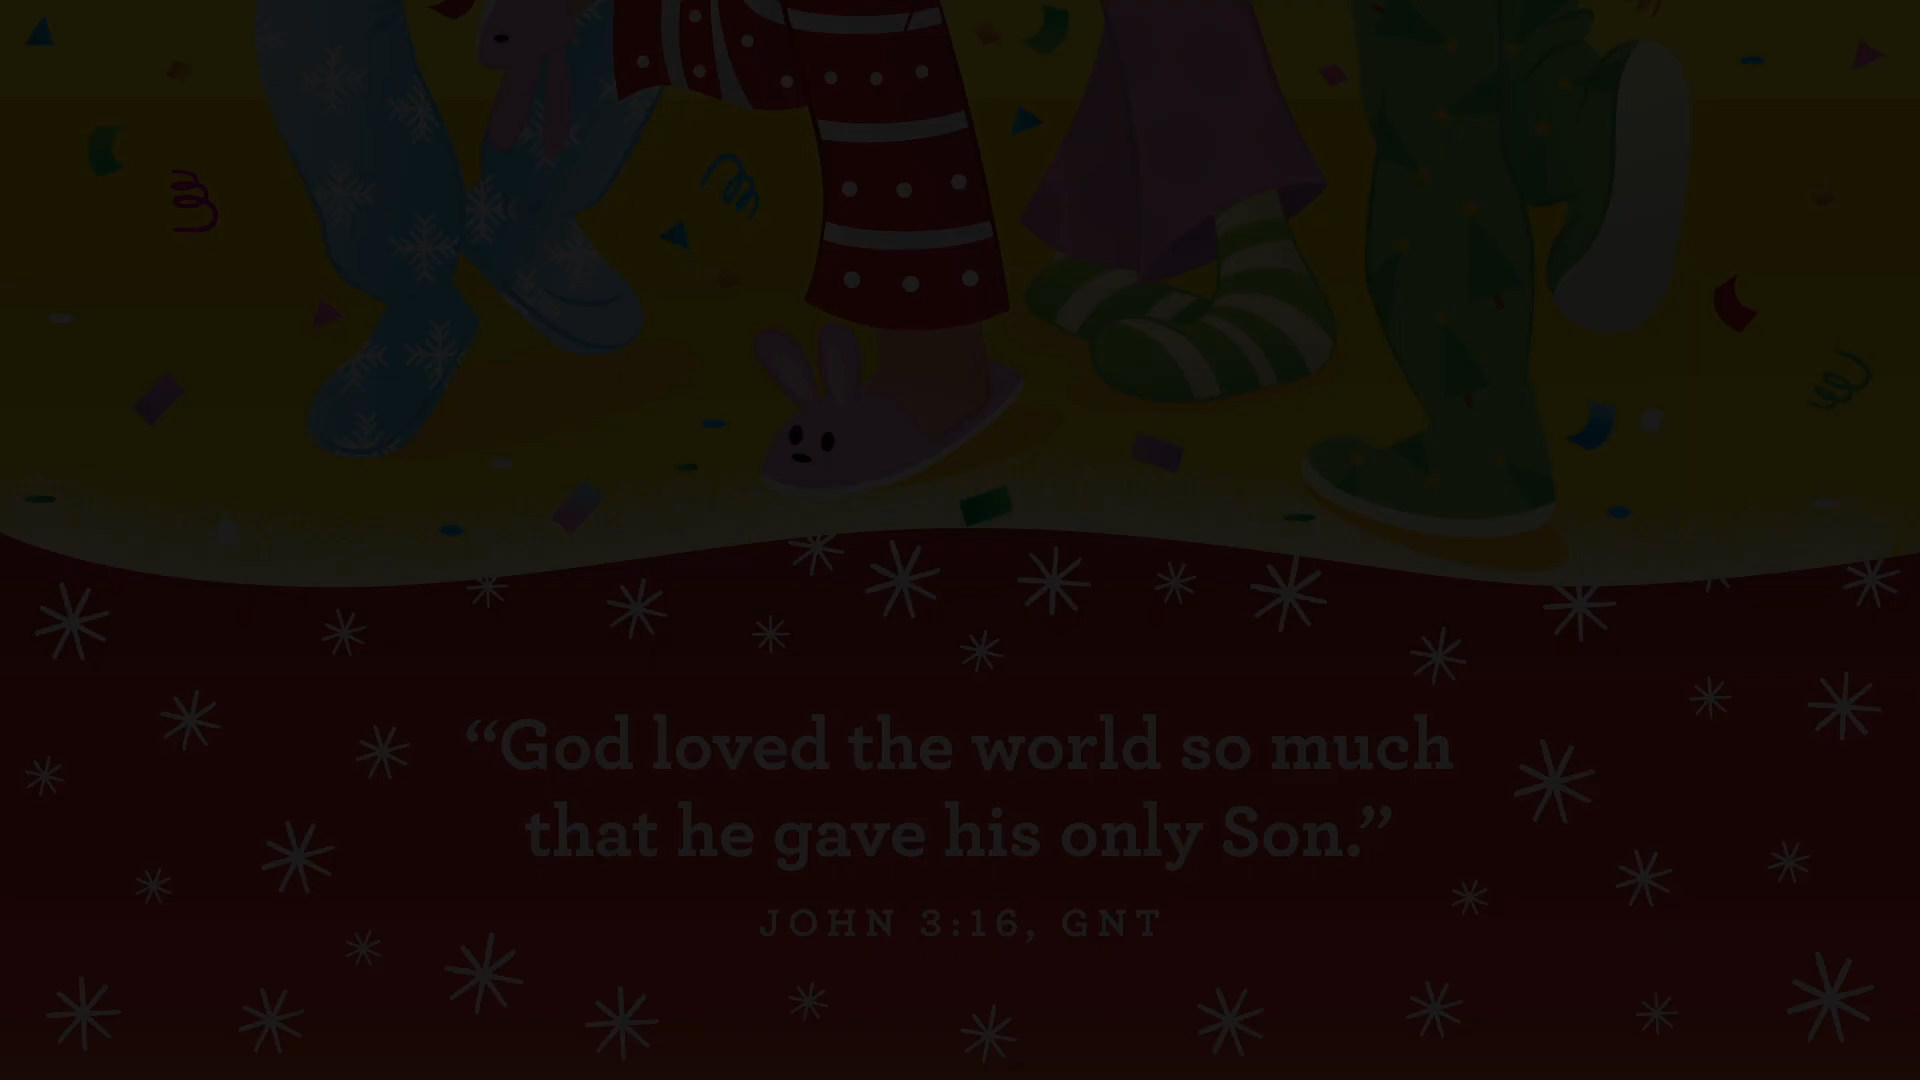 “God loved the world so much
that he gave his only Son.”
JOHN 3:16, GNT